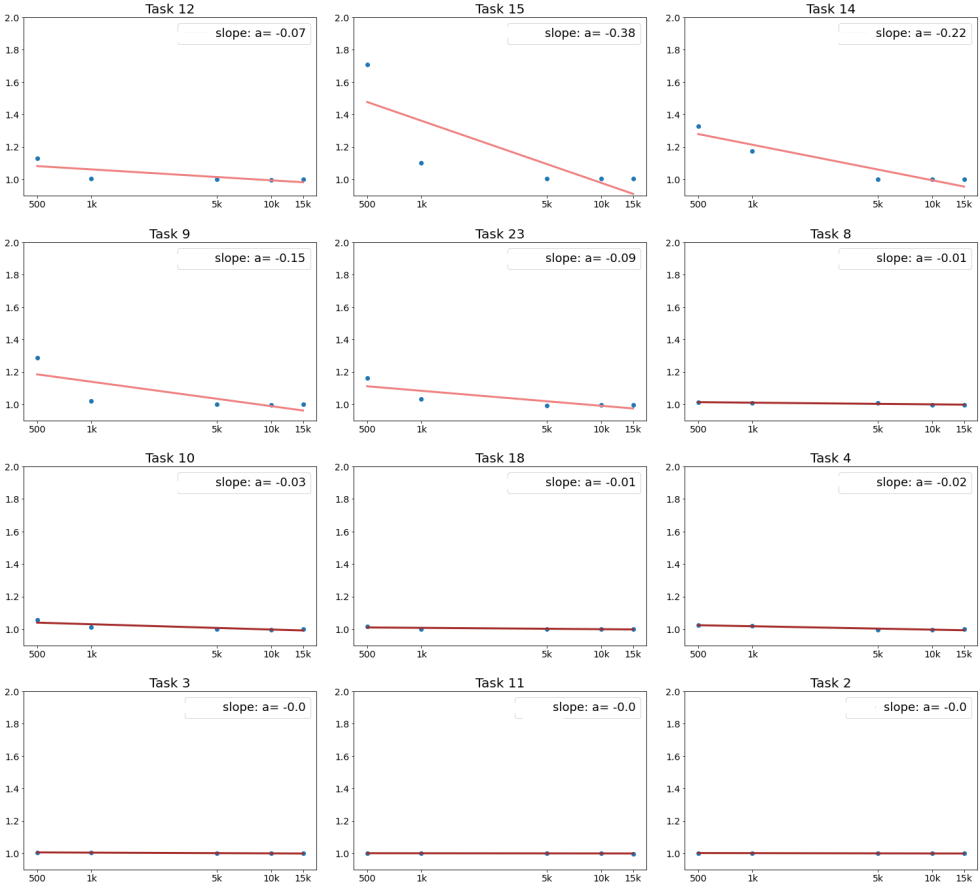 Task 12
slope: a= -0.07
2.0
1.8
1.6
1.4
1.2
1.0
500 1k 5k 10k 15k
Task 15
slope: a= -0.38
2.0
1.8
1.6
1.4
1.2
1.0
500 1k 5k 10k 15k
Task 14
slope: a= -0.22
2.0
1.8
1.6
1.4
1.2
1.0
500 1k 5k 10k 15k
Task 9
slope: a= -0.15
2.0
1.8
1.6
1.4
1.2
1.0
500 1k 5k 10k 15k
Task 23
slope: a= -0.09
2.0
1.8
1.6
1.4
1.2
1.0
500 1k 5k 10k 15k
Task 8
slope: a= -0.01
2.0
1.8
1.6
1.4
1.2
1.0
500 1k 5k 10k 15k
Task 10
slope: a= -0.03
2.0
1.8
1.6
1.4
1.2
1.0
500 1k 5k 10k 15k
Task 18
slope: a= -0.01
2.0
1.8
1.6
1.4
1.2
1.0
500 1k 5k 10k 15k
Task 4
slope: a= -0.02
2.0
1.8
1.6
1.4
1.2
1.0
500 1k 5k 10k 15k
Task 3
slope: a= -0.0
2.0
1.8
1.6
1.4
1.2
1.0
500 1k 5k 10k 15k
Task 11
slope: a= -0.0
2.0
1.8
1.6
1.4
1.2
1.0
500 1k 5k 10k 15k
Task 2
slope: a= -0.0
2.0
1.8
1.6
1.4
1.2
1.0
500 1k 5k 10k 15k